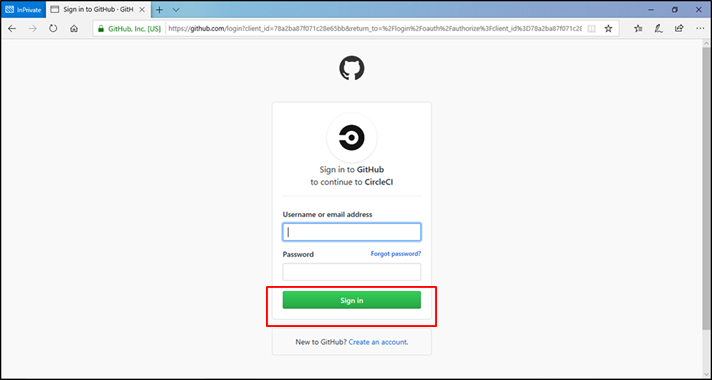 InPrivate
Sign in to GitHub · GitH
GitHub, Inc. [US]
https://github.com/login?client_id=78a2ba87f071c28e65bb&return_to=%2Flogin%2Foauth%2Fauthorize%3Fclient_id%3D78a2ba87f071c28
Sign in to GitHub
to continue to CircleCI
Username or email address
Password
Forgot password?
Sign in
New to GitHub? Create an account.